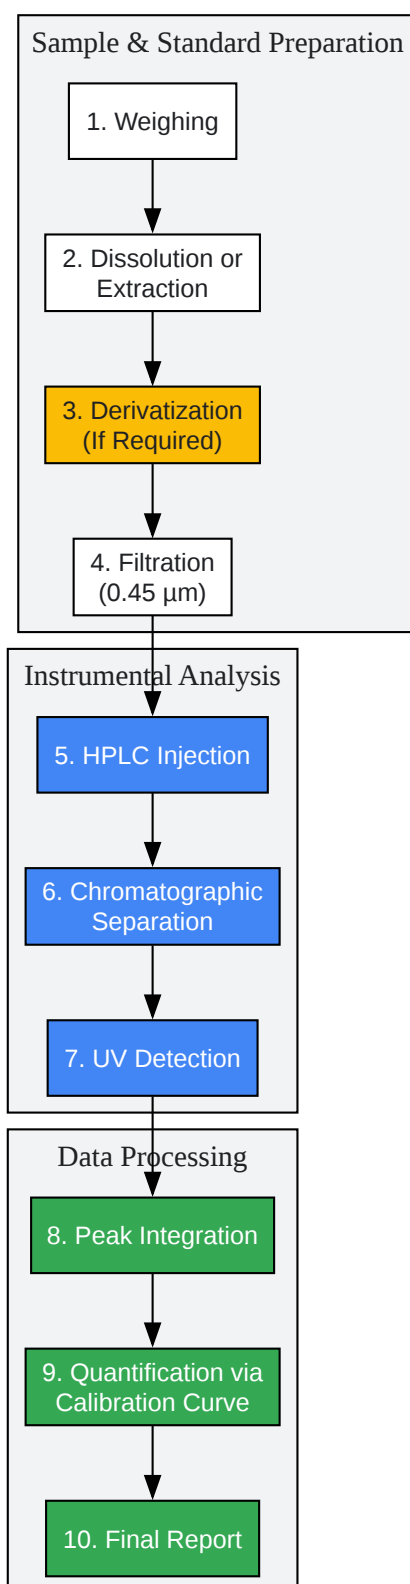 Sample & Standard Preparation
1. Weighing
2. Dissolution or
Extraction
3. Derivatization
(If Required)
4. Filtration
(0.45 µm)
Instrumental Analysis
5. HPLC Injection
6. Chromatographic
Separation
7. UV Detection
Data Processing
8. Peak Integration
9. Quantification via
Calibration Curve
10. Final Report